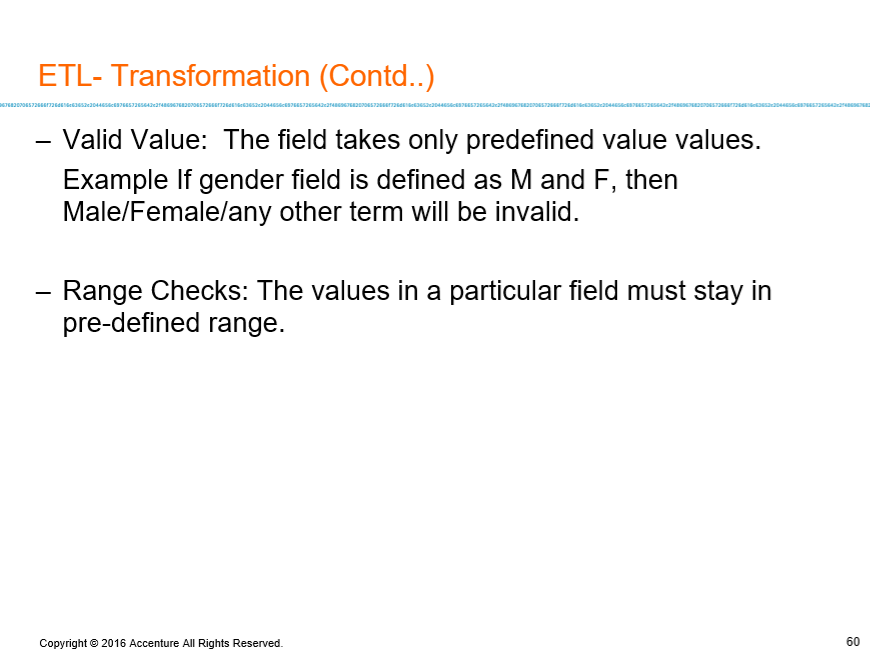 ETL- Transformation (Contd..)
– Valid Value:  The field takes only predefined value values.
Example If gender field is defined as M and F, then
Male/Female/any other term will be invalid.
– Range Checks: The values in a particular field must stay in
pre-defined range.
Copyright © 2016 Accenture All Rights Reserved.
60